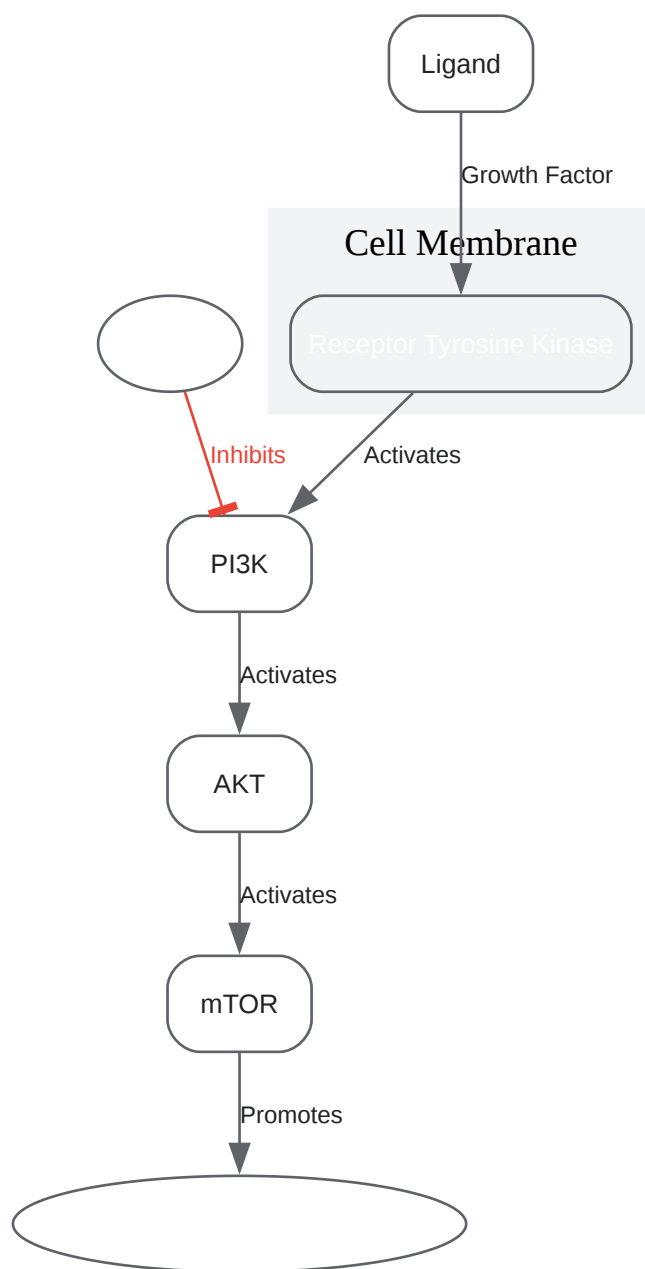 Ligand
Growth Factor
Cell Membrane
Receptor Tyrosine Kinase
Inhibits
Activates
PI3K
Activates
AKT
Activates
mTOR
Promotes